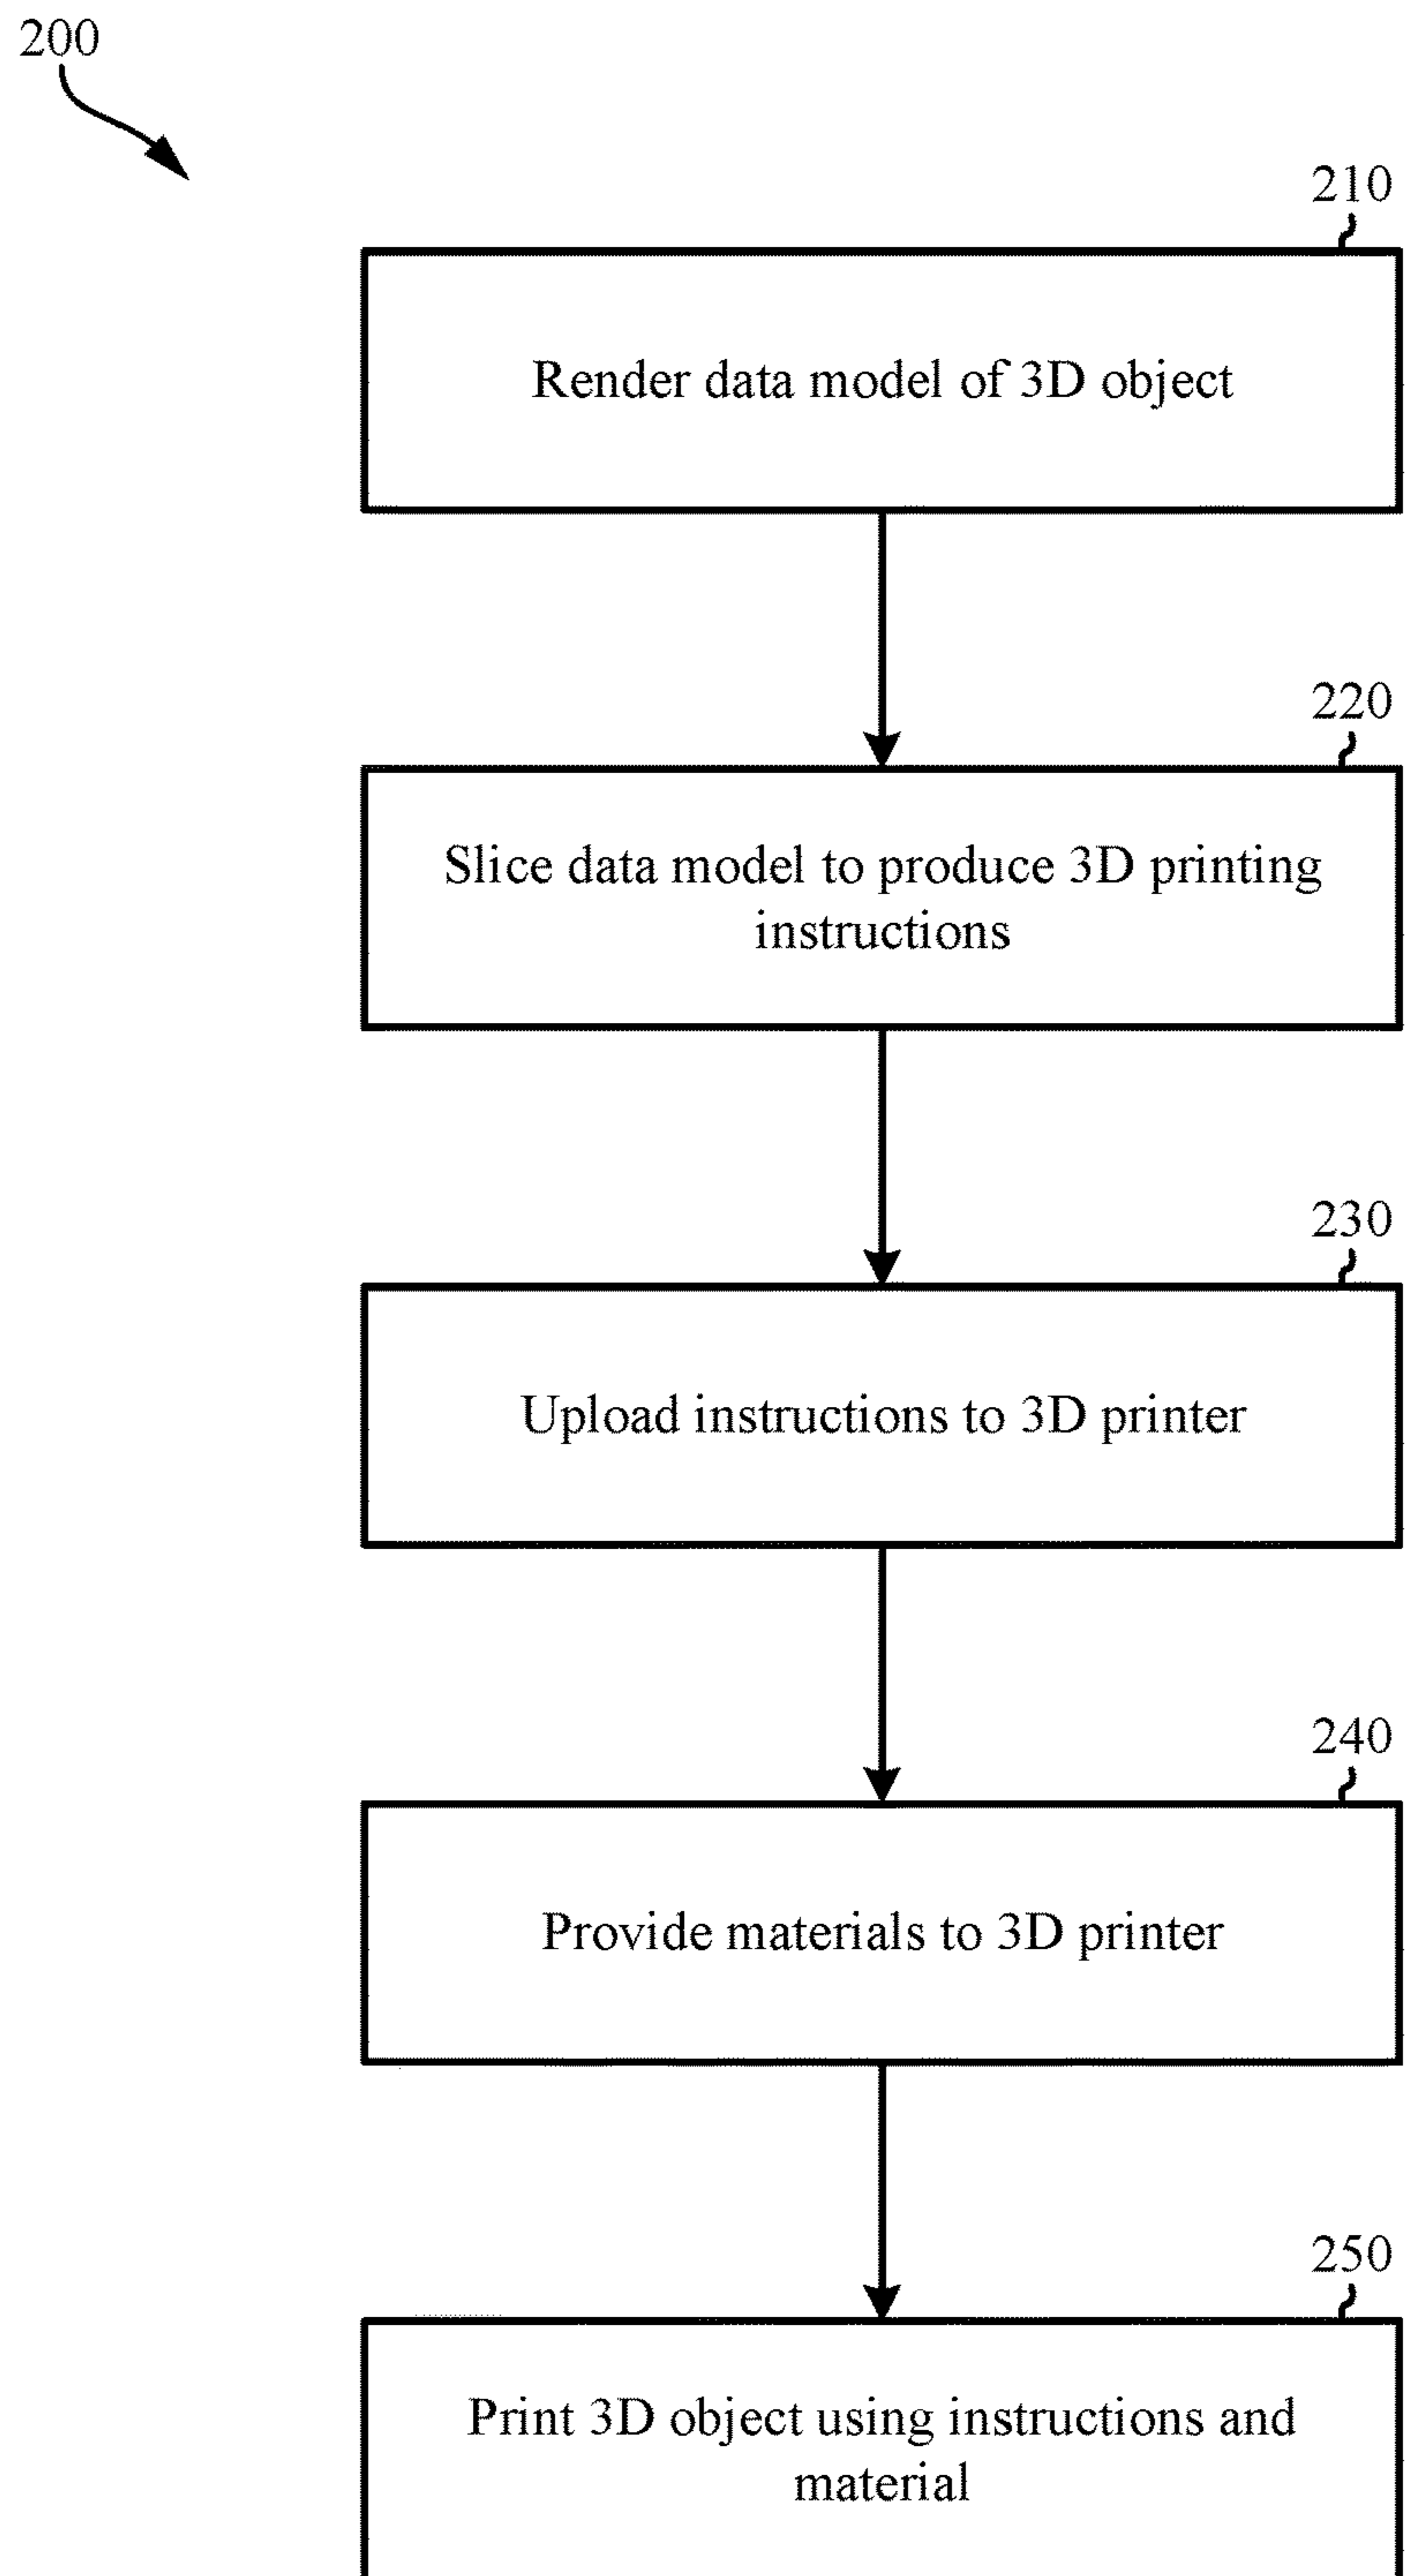 200
210
Render data model of 3D object
220
Slice data model to produce 3D printing
instructions
230
Upload instructions to 3D printer
240
Provide materials to 3D printer
250
Print 3D object using instructions and
material